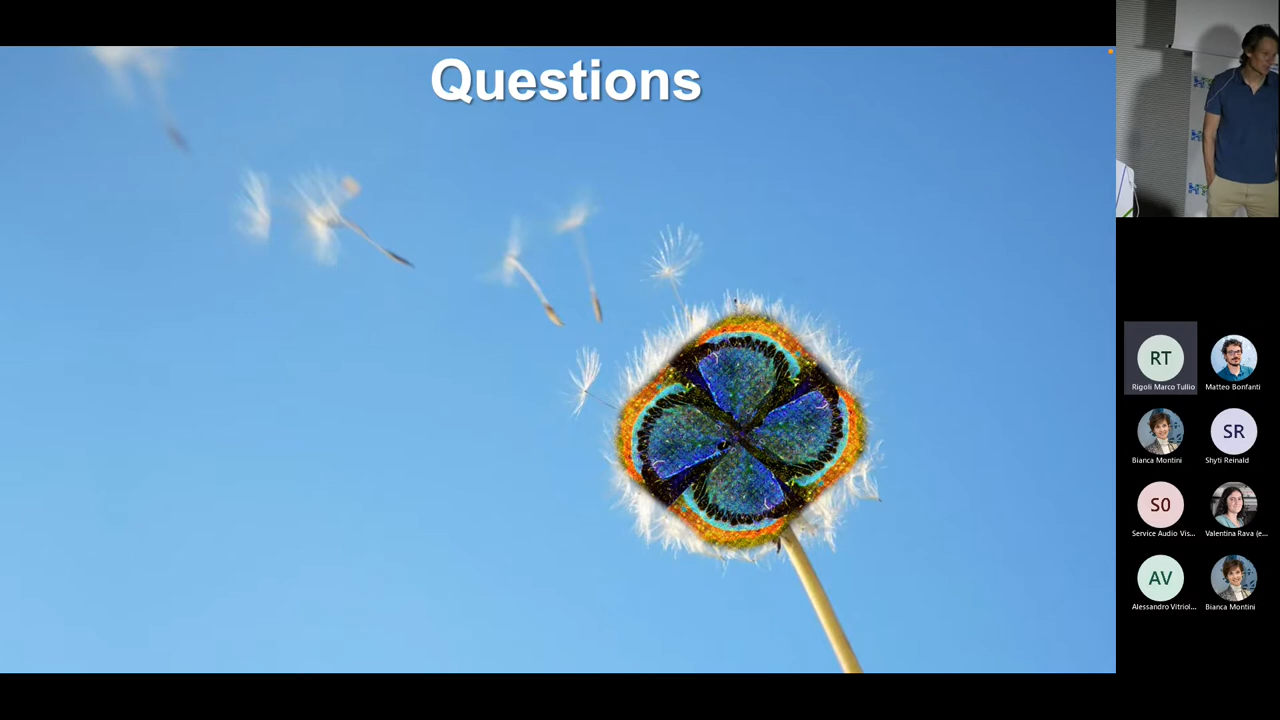 Questions
RT
Rigoli Marco Tullio
Matteo Bonfanti
Bianca Montini
SR
Shyti Reinald
S0
Service Audio Vis...
Valentina Rava (e...
AV
Alessandro Vitriol...
Bianca Montini